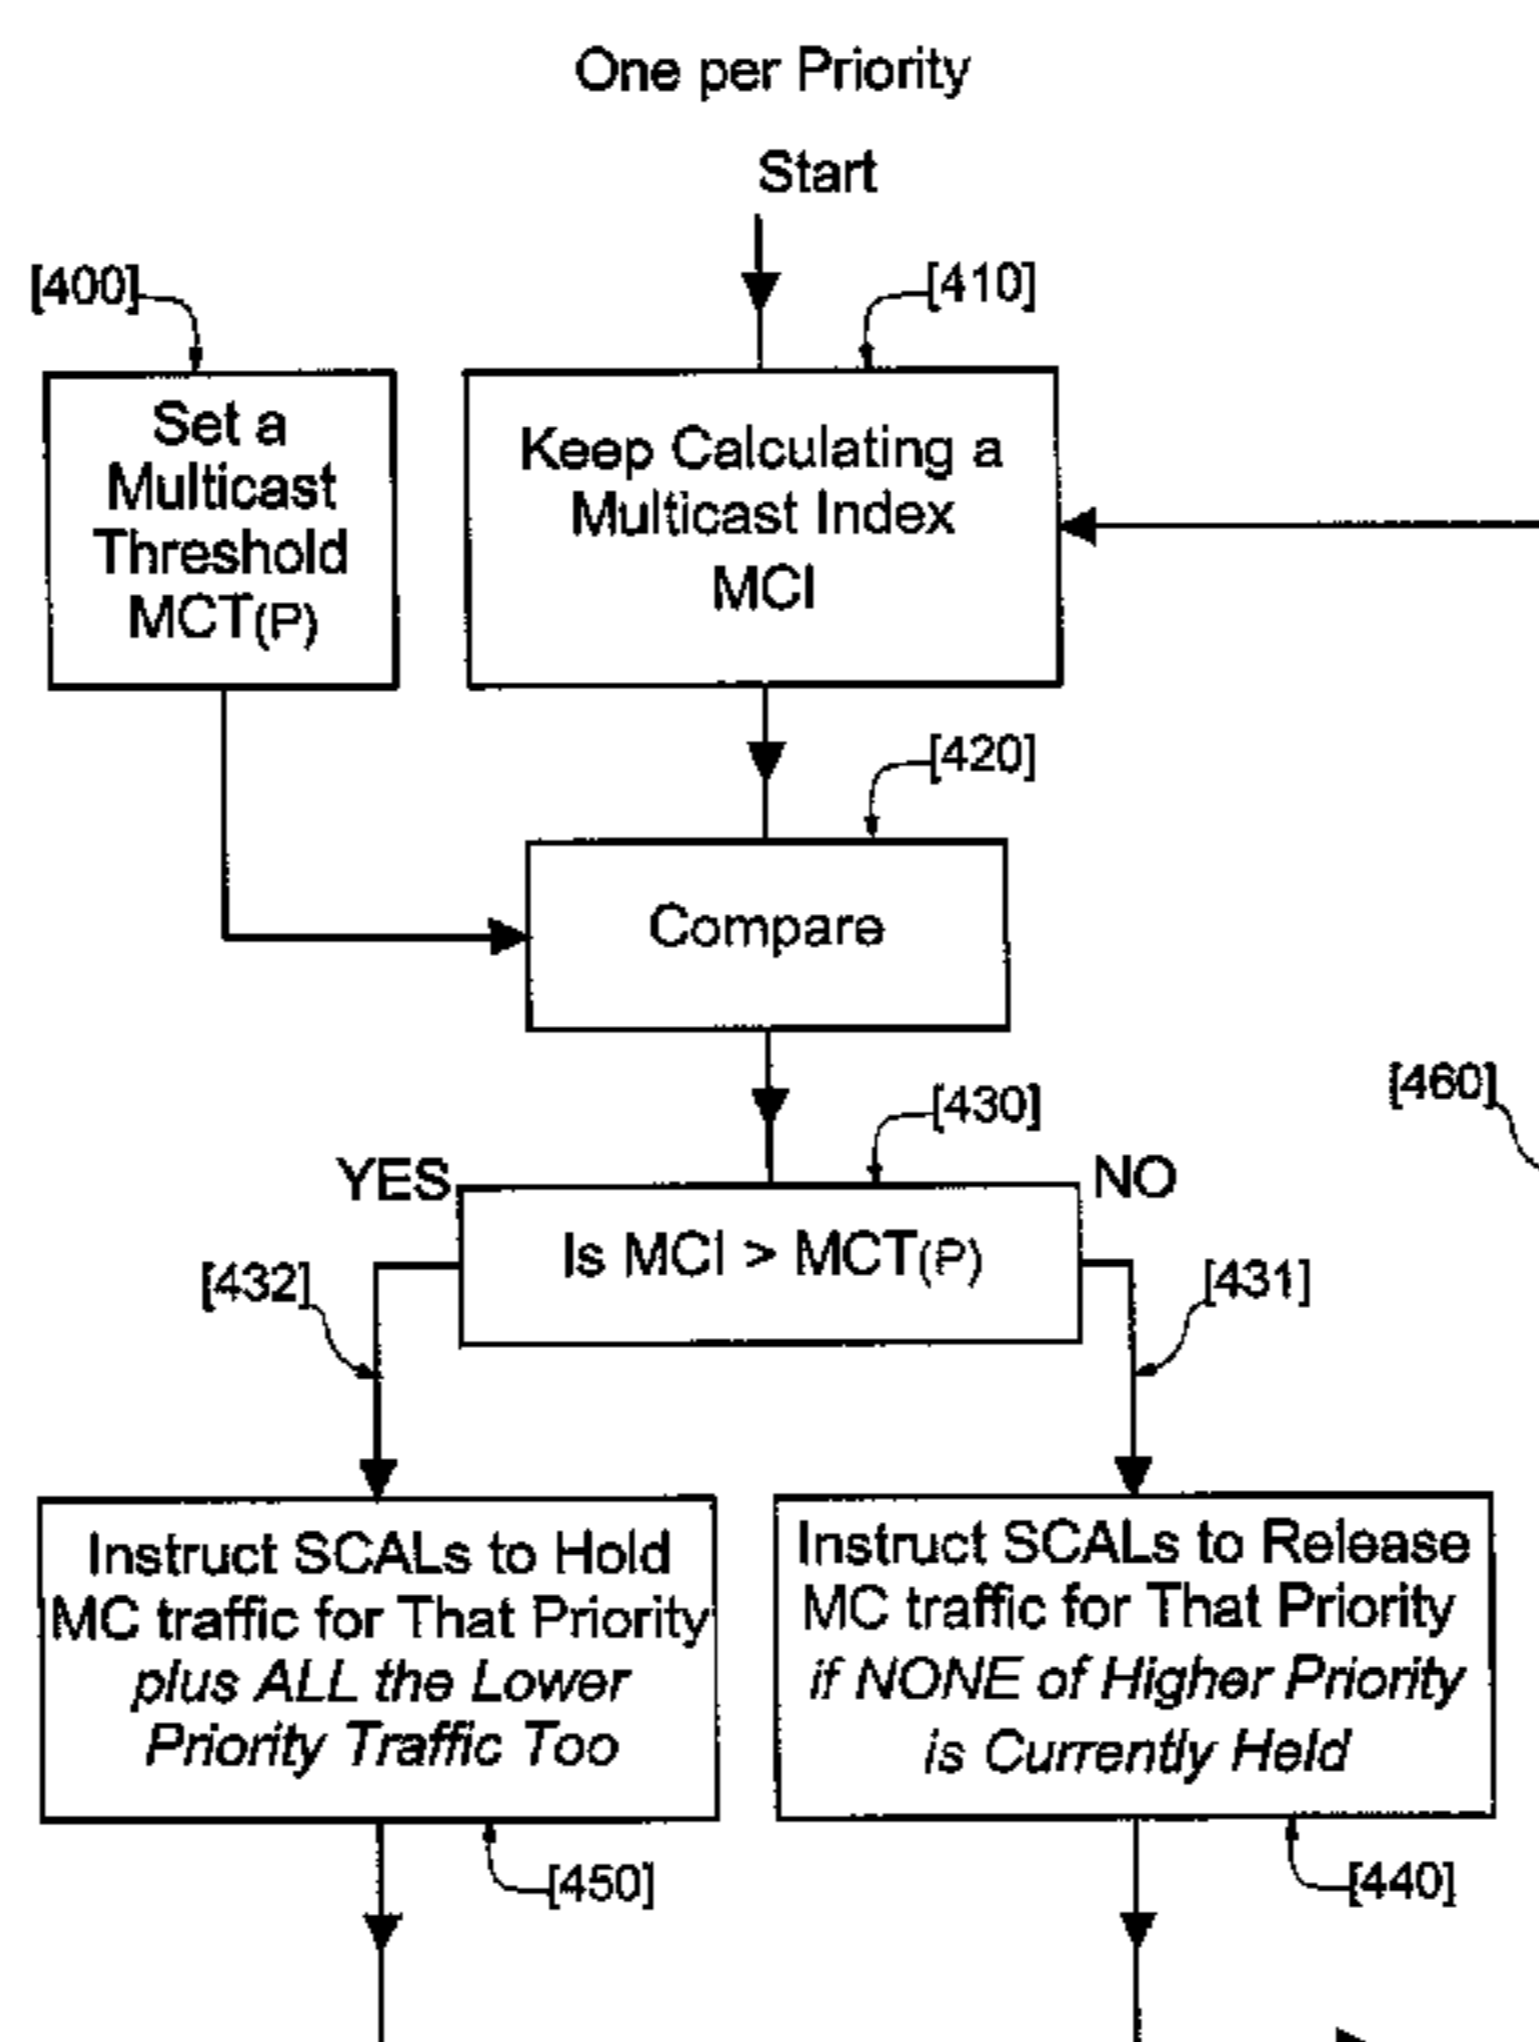 One per Priority
Start
[400]
[410]
Set a
Multicast
Threshold
MCT(P)
Keep Calculating a
Multicast Index
MCI
[420]
Compare
[460]
[430]
YES
NO
Is MCI > MCT(P)
[432]
[431]
Instruct SCALs to Hold
MC traffic for That Priority
plus ALL the Lower
Priority Traffic Too
Instruct SCALs to Release
MC traffic for That Priority
if NONE of Higher Priority
is Currently Held
[450]
[440]